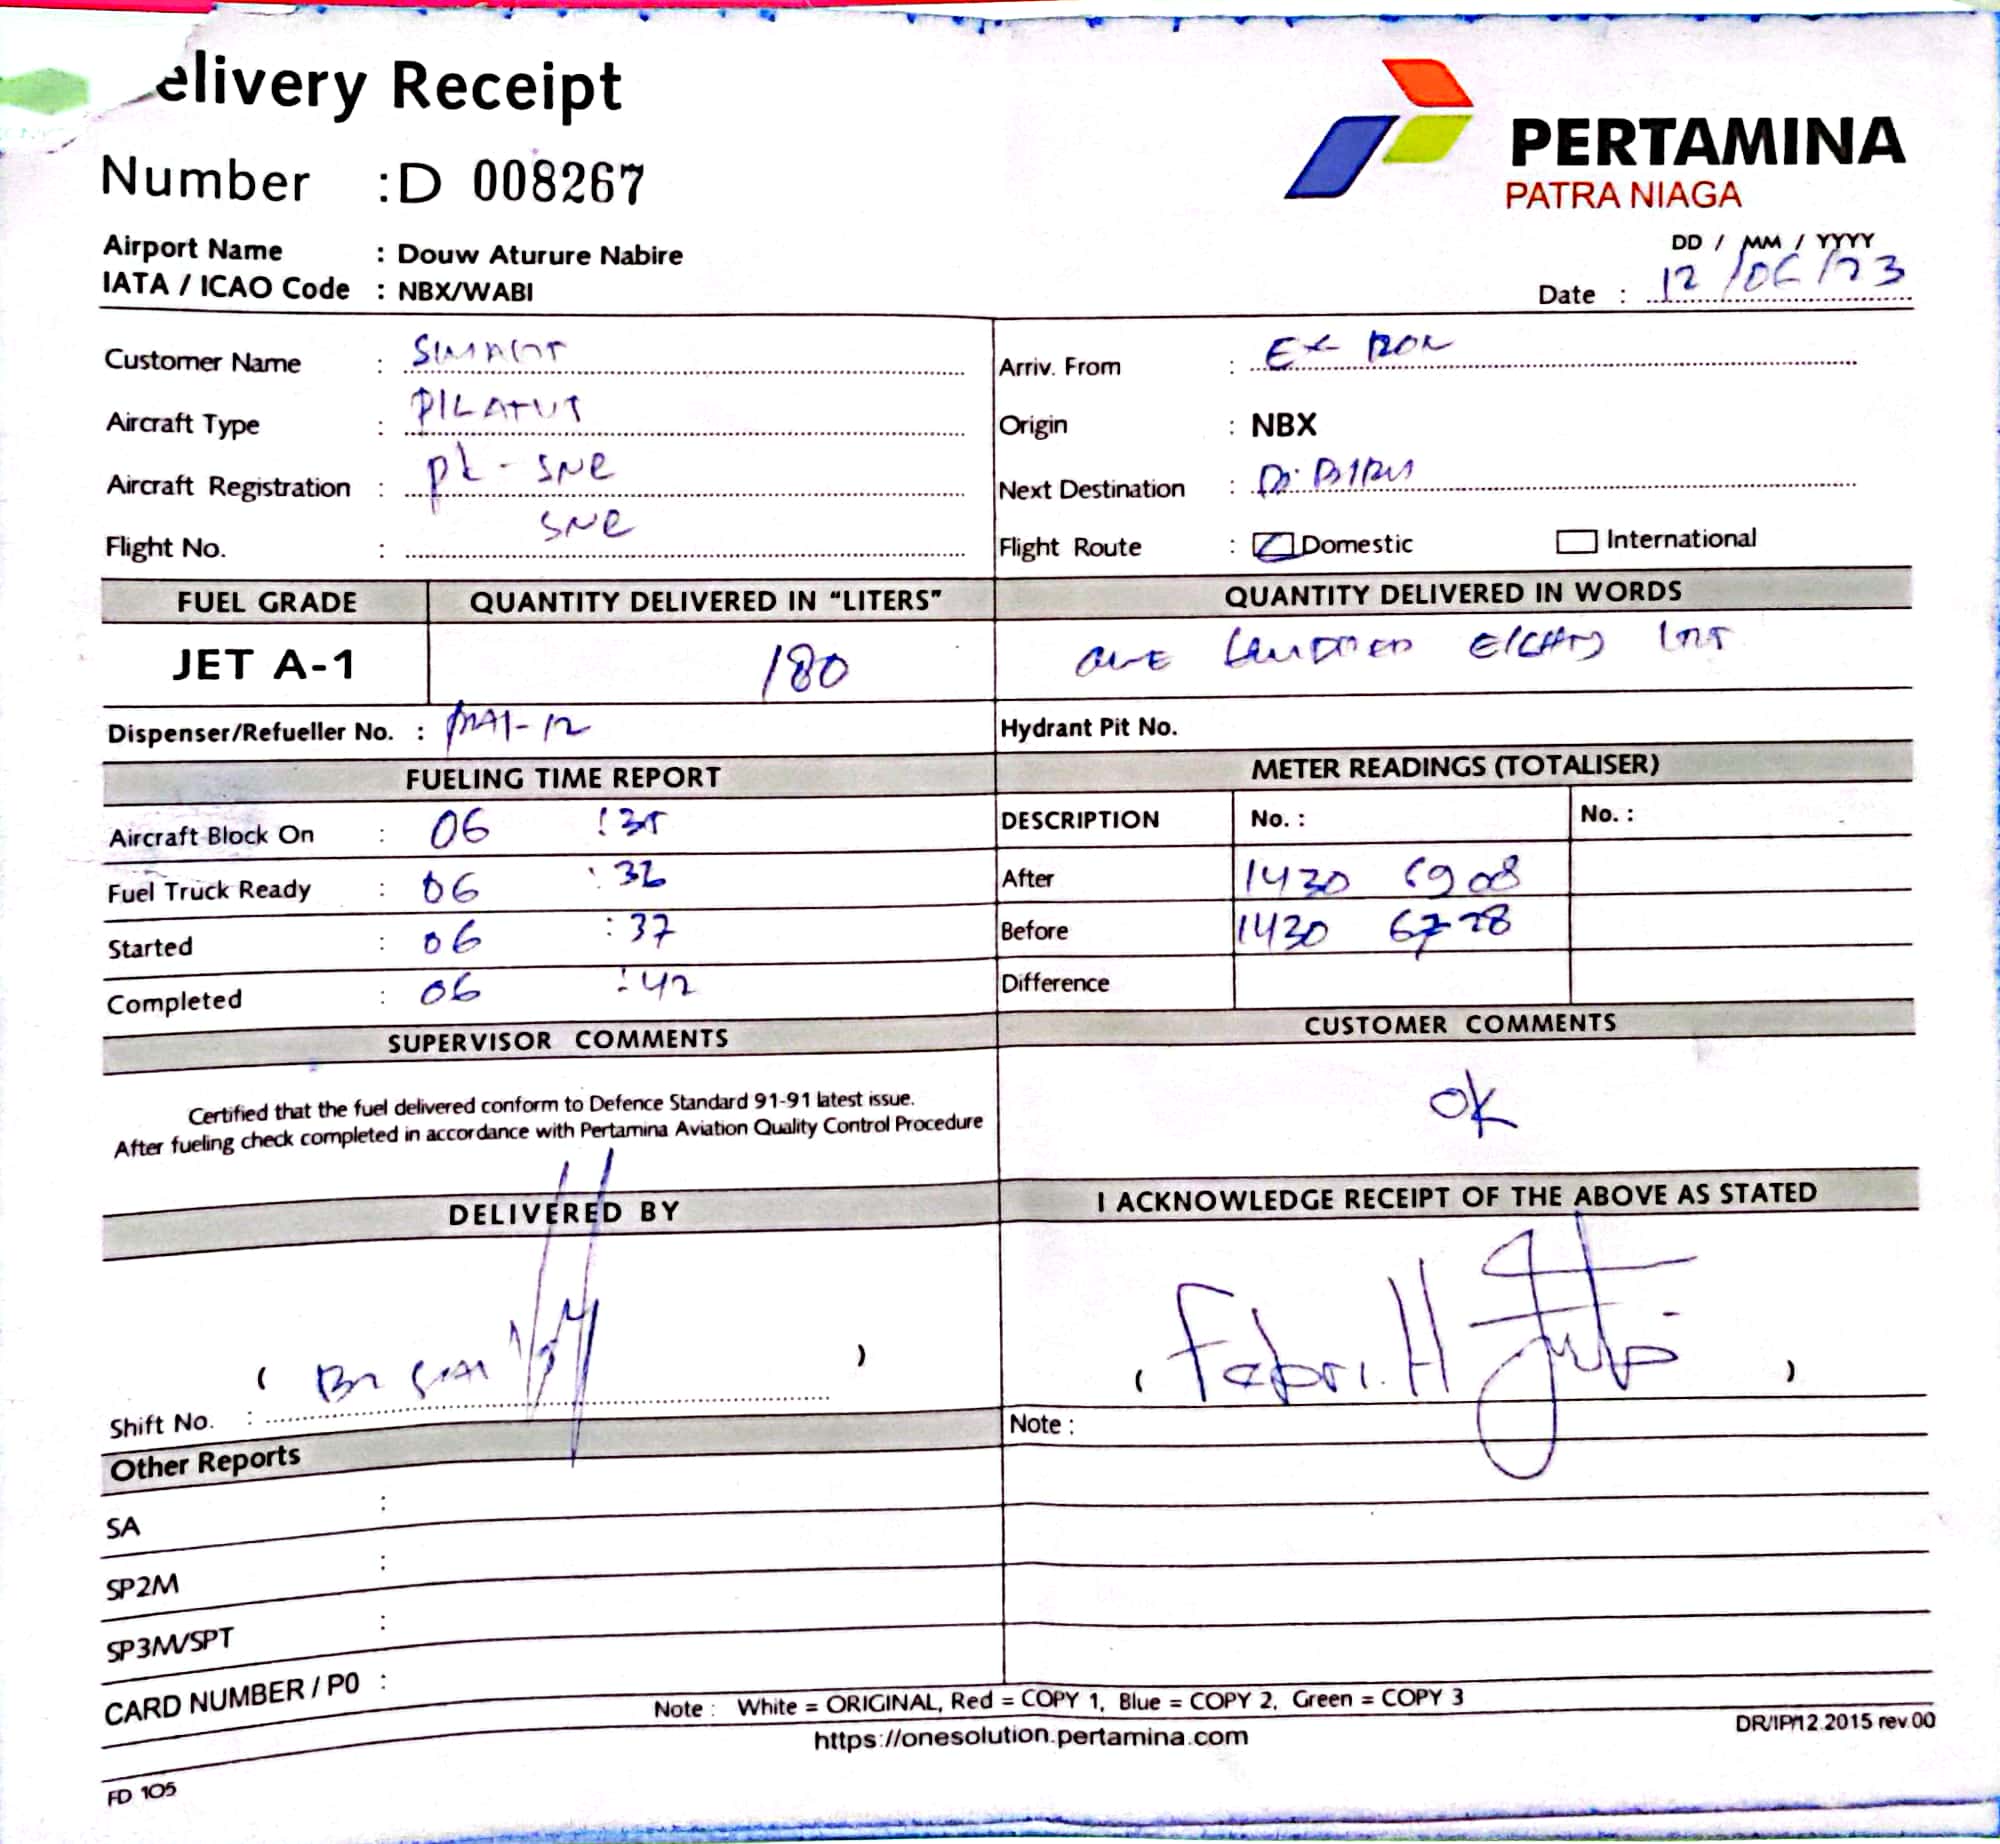 elivery Receipt
PERTAMINA
PATRA NIAGA
Number :D 008267
Airport Name : Douw Aturure Nabire
IATA / ICAO Code : NBX/WABI
DD / MM / YYYY
Date : 12/06/23
Customer Name :
Arriv. From : Ex
Aircraft Type : PILATUS
Origin : NBX
Aircraft Registration : PK - SNE
Next Destination :
Flight No. : SNE
Flight Route : Domestic International
FUEL GRADE QUANTITY DELIVERED IN "LITERS" QUANTITY DELIVERED IN WORDS
JET A-1 180 ONE HUNDRED EIGHTY
Dispenser/Refueller No. : -12
Hydrant Pit No.
FUELING TIME REPORT
METER READINGS (TOTALISER)
Aircraft Block On : 06 :35
DESCRIPTION No. : No. :
Fuel Truck Ready : 06 :36
After 1430 6908
Started : 06 :37
Before 1430 6728
Completed : 06 :42
Difference
SUPERVISOR COMMENTS
CUSTOMER COMMENTS
Certified that the fuel delivered conform to Defence Standard 91-91 latest issue.
After fueling check completed in accordance with Pertamina Aviation Quality Control Procedure
OK
DELIVERED BY
I ACKNOWLEDGE RECEIPT OF THE ABOVE AS STATED
( )
( Febri.H )
Shift No. :
Note :
Other Reports
SA :
SP2M :
SP3M/SPT :
CARD NUMBER / PO :
Note : White = ORIGINAL, Red = COPY 1, Blue = COPY 2, Green = COPY 3
https://onesolution.pertamina.com
DR/IP/12.2015 rev.00
FD 105